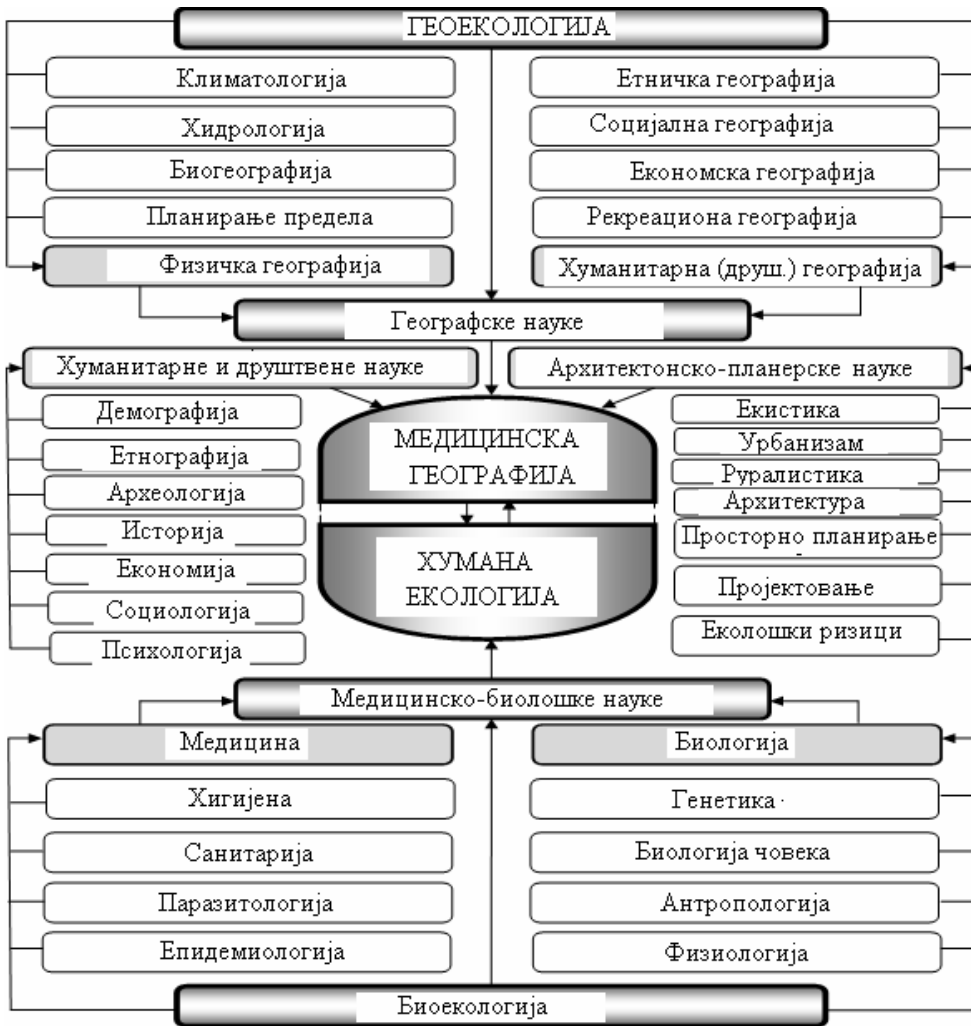 ГЕОЕКОЛОГИЈА
Климатологија
Хидрологија
Биогеографија
Планирање предела
Физичка географија
Етничка географија
Социјална географија
Економска географија
Рекреациона географија
Хуманитарна (друш.) географија
Географске науке
Хуманитарне и друштвене науке
Архитектонско-планерске науке
Демографија
Етнографија
Археологија
Историја
Економија
Социологија
Психологија
МЕДИЦИНСКА
ГЕОГРАФИЈА
ХУМАНА
ЕКОЛОГИЈА
Екистика
Урбанизам
Руралистика
Архитектура
Просторно планирање
Пројектовање
Еколошки ризици
Медицинско-биолошке науке
Медицина
Хигијена
Санитарија
Паразитологија
Епидемиологија
Биологија
Генетика
Биологија човека
Антропологија
Физиологија
Биоекологија